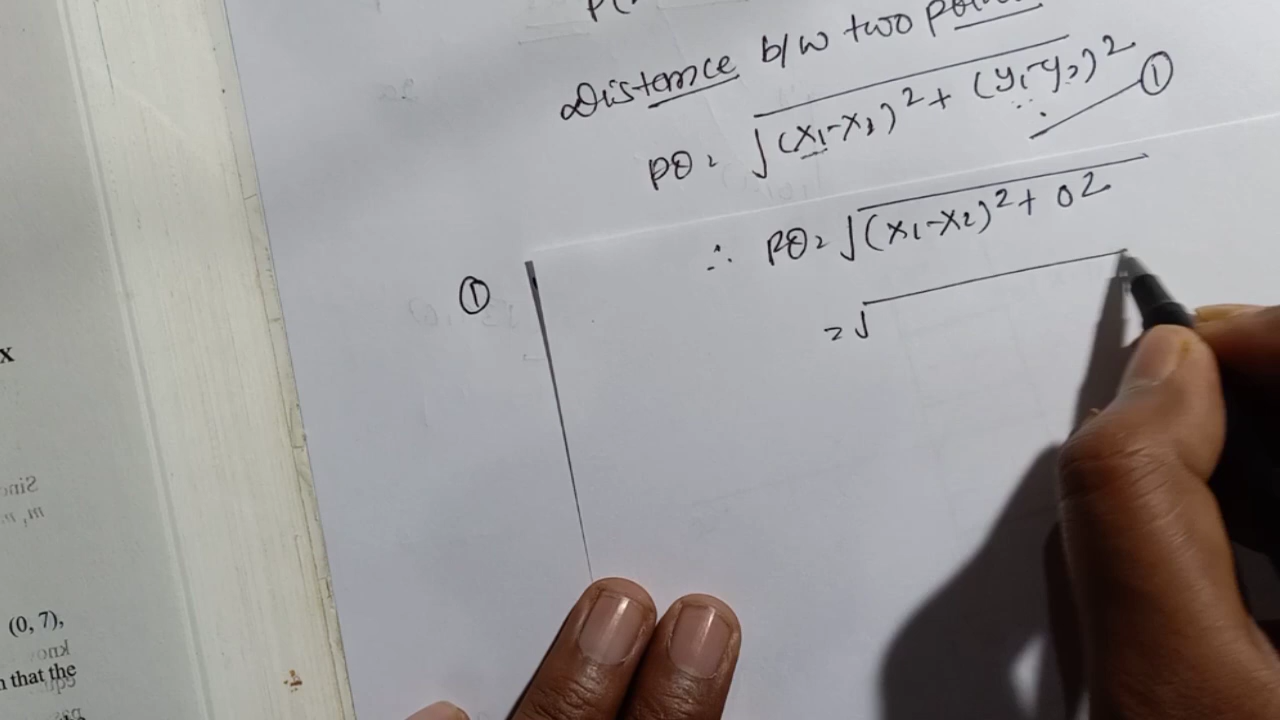 P(
Distance b/w two points
PQ = √(x₁-x₂)² + (y₁-y₂)² ①
∴ PQ = √(x₁-x₂)² + 0²
①
= √
x
(0, 7),
that the